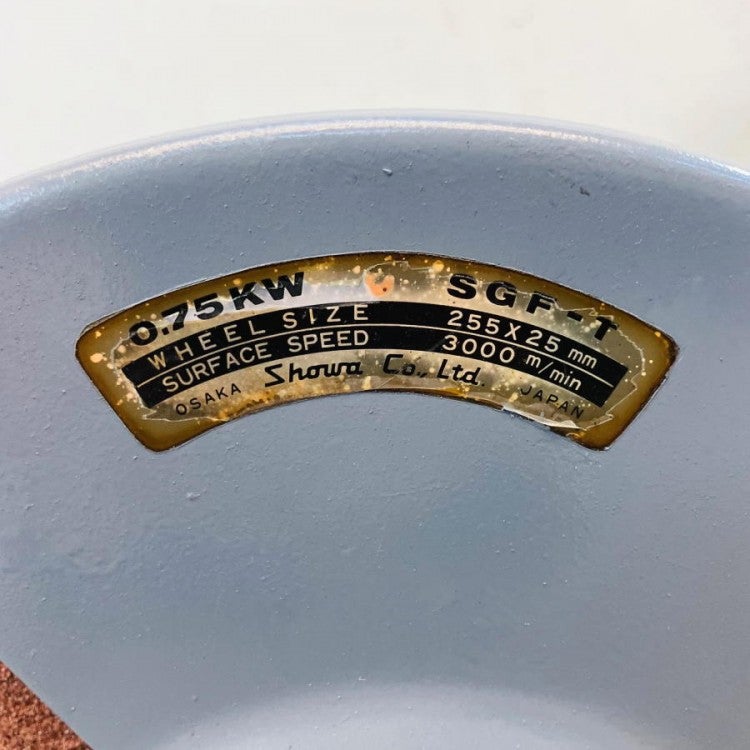 0.75KW SGF-T
WHEEL SIZE 255X25 mm
SURFACE SPEED 3000 m/min
Showa Co., Ltd.
OSAKA JAPAN